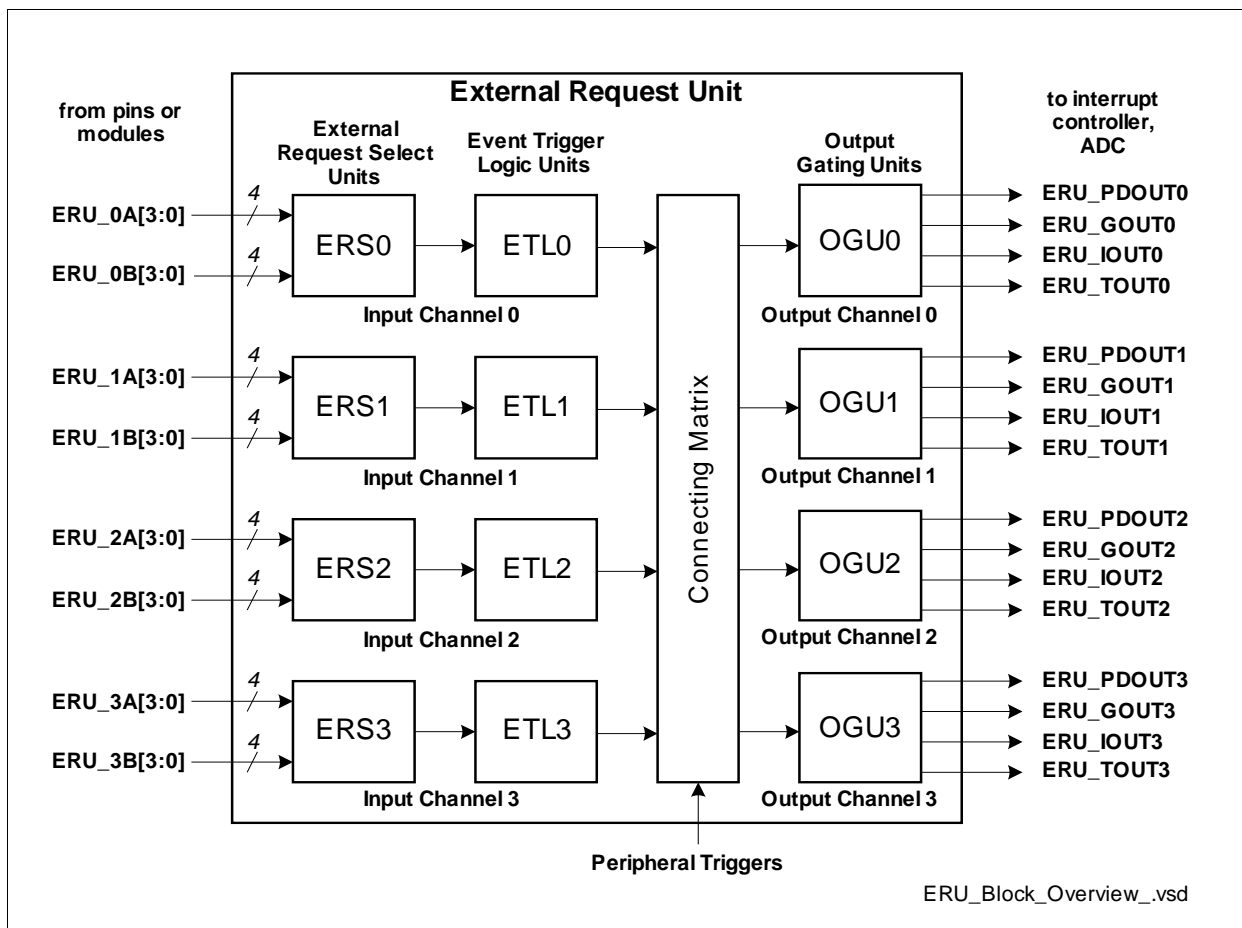 External Request Unit
from pins or
modules
External
Request Select
Units
Event Trigger
Logic Units
Output
Gating Units
to interrupt
controller,
ADC
ERU_0A[3:0]
4
ERU_0B[3:0]
4
ERS0
ETL0
OGU0
ERU_PDOUT0
ERU_GOUT0
ERU_IOUT0
ERU_TOUT0
Input Channel 0
Output Channel 0
ERU_1A[3:0]
4
ERU_1B[3:0]
4
ERS1
ETL1
OGU1
ERU_PDOUT1
ERU_GOUT1
ERU_IOUT1
ERU_TOUT1
Input Channel 1
Output Channel 1
Connecting Matrix
ERU_2A[3:0]
4
ERU_2B[3:0]
4
ERS2
ETL2
OGU2
ERU_PDOUT2
ERU_GOUT2
ERU_IOUT2
ERU_TOUT2
Input Channel 2
Output Channel 2
ERU_3A[3:0]
4
ERU_3B[3:0]
4
ERS3
ETL3
OGU3
ERU_PDOUT3
ERU_GOUT3
ERU_IOUT3
ERU_TOUT3
Input Channel 3
Output Channel 3
Peripheral Triggers
ERU_Block_Overview_.vsd